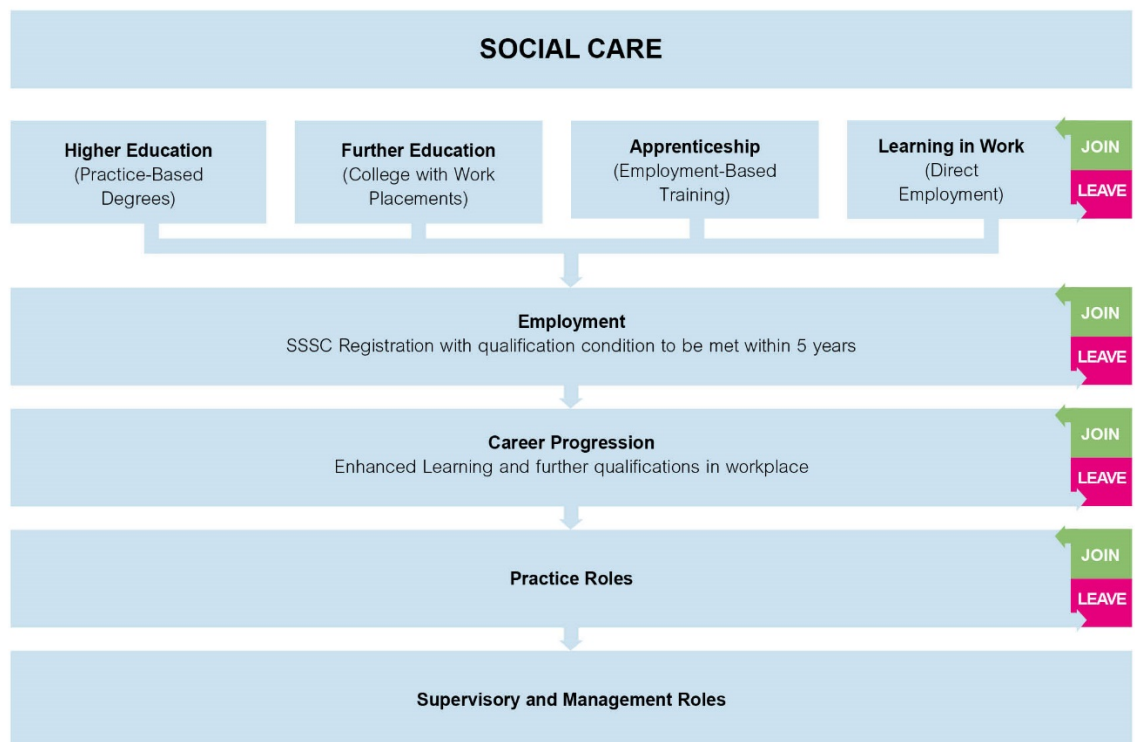 SOCIAL CARE
Higher Education
(Practice-Based
Degrees)
Further Education
(College with Work
Placements)
Apprenticeship
(Employment-Based
Training)
Learning in Work
(Direct
Employment)
JOIN
LEAVE
Employment
SSSC Registration with qualification condition to be met within 5 years
JOIN
LEAVE
Career Progression
Enhanced Learning and further qualifications in workplace
JOIN
LEAVE
Practice Roles
JOIN
LEAVE
Supervisory and Management Roles